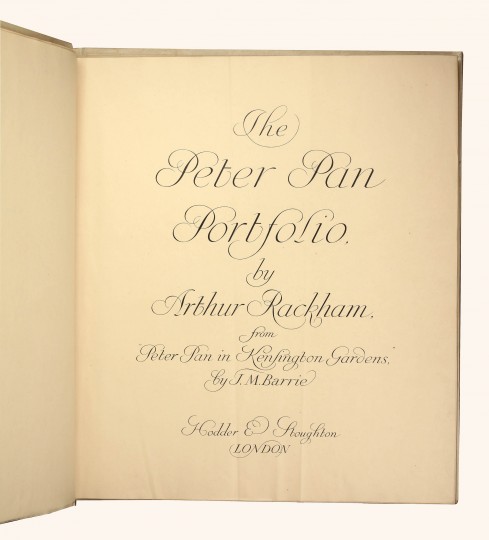 The
Peter Pan
Portfolio.
by
Arthur Rackham.
from
"Peter Pan in Kensington Gardens,"
by J. M. Barrie
Hodder & Stoughton
LONDON